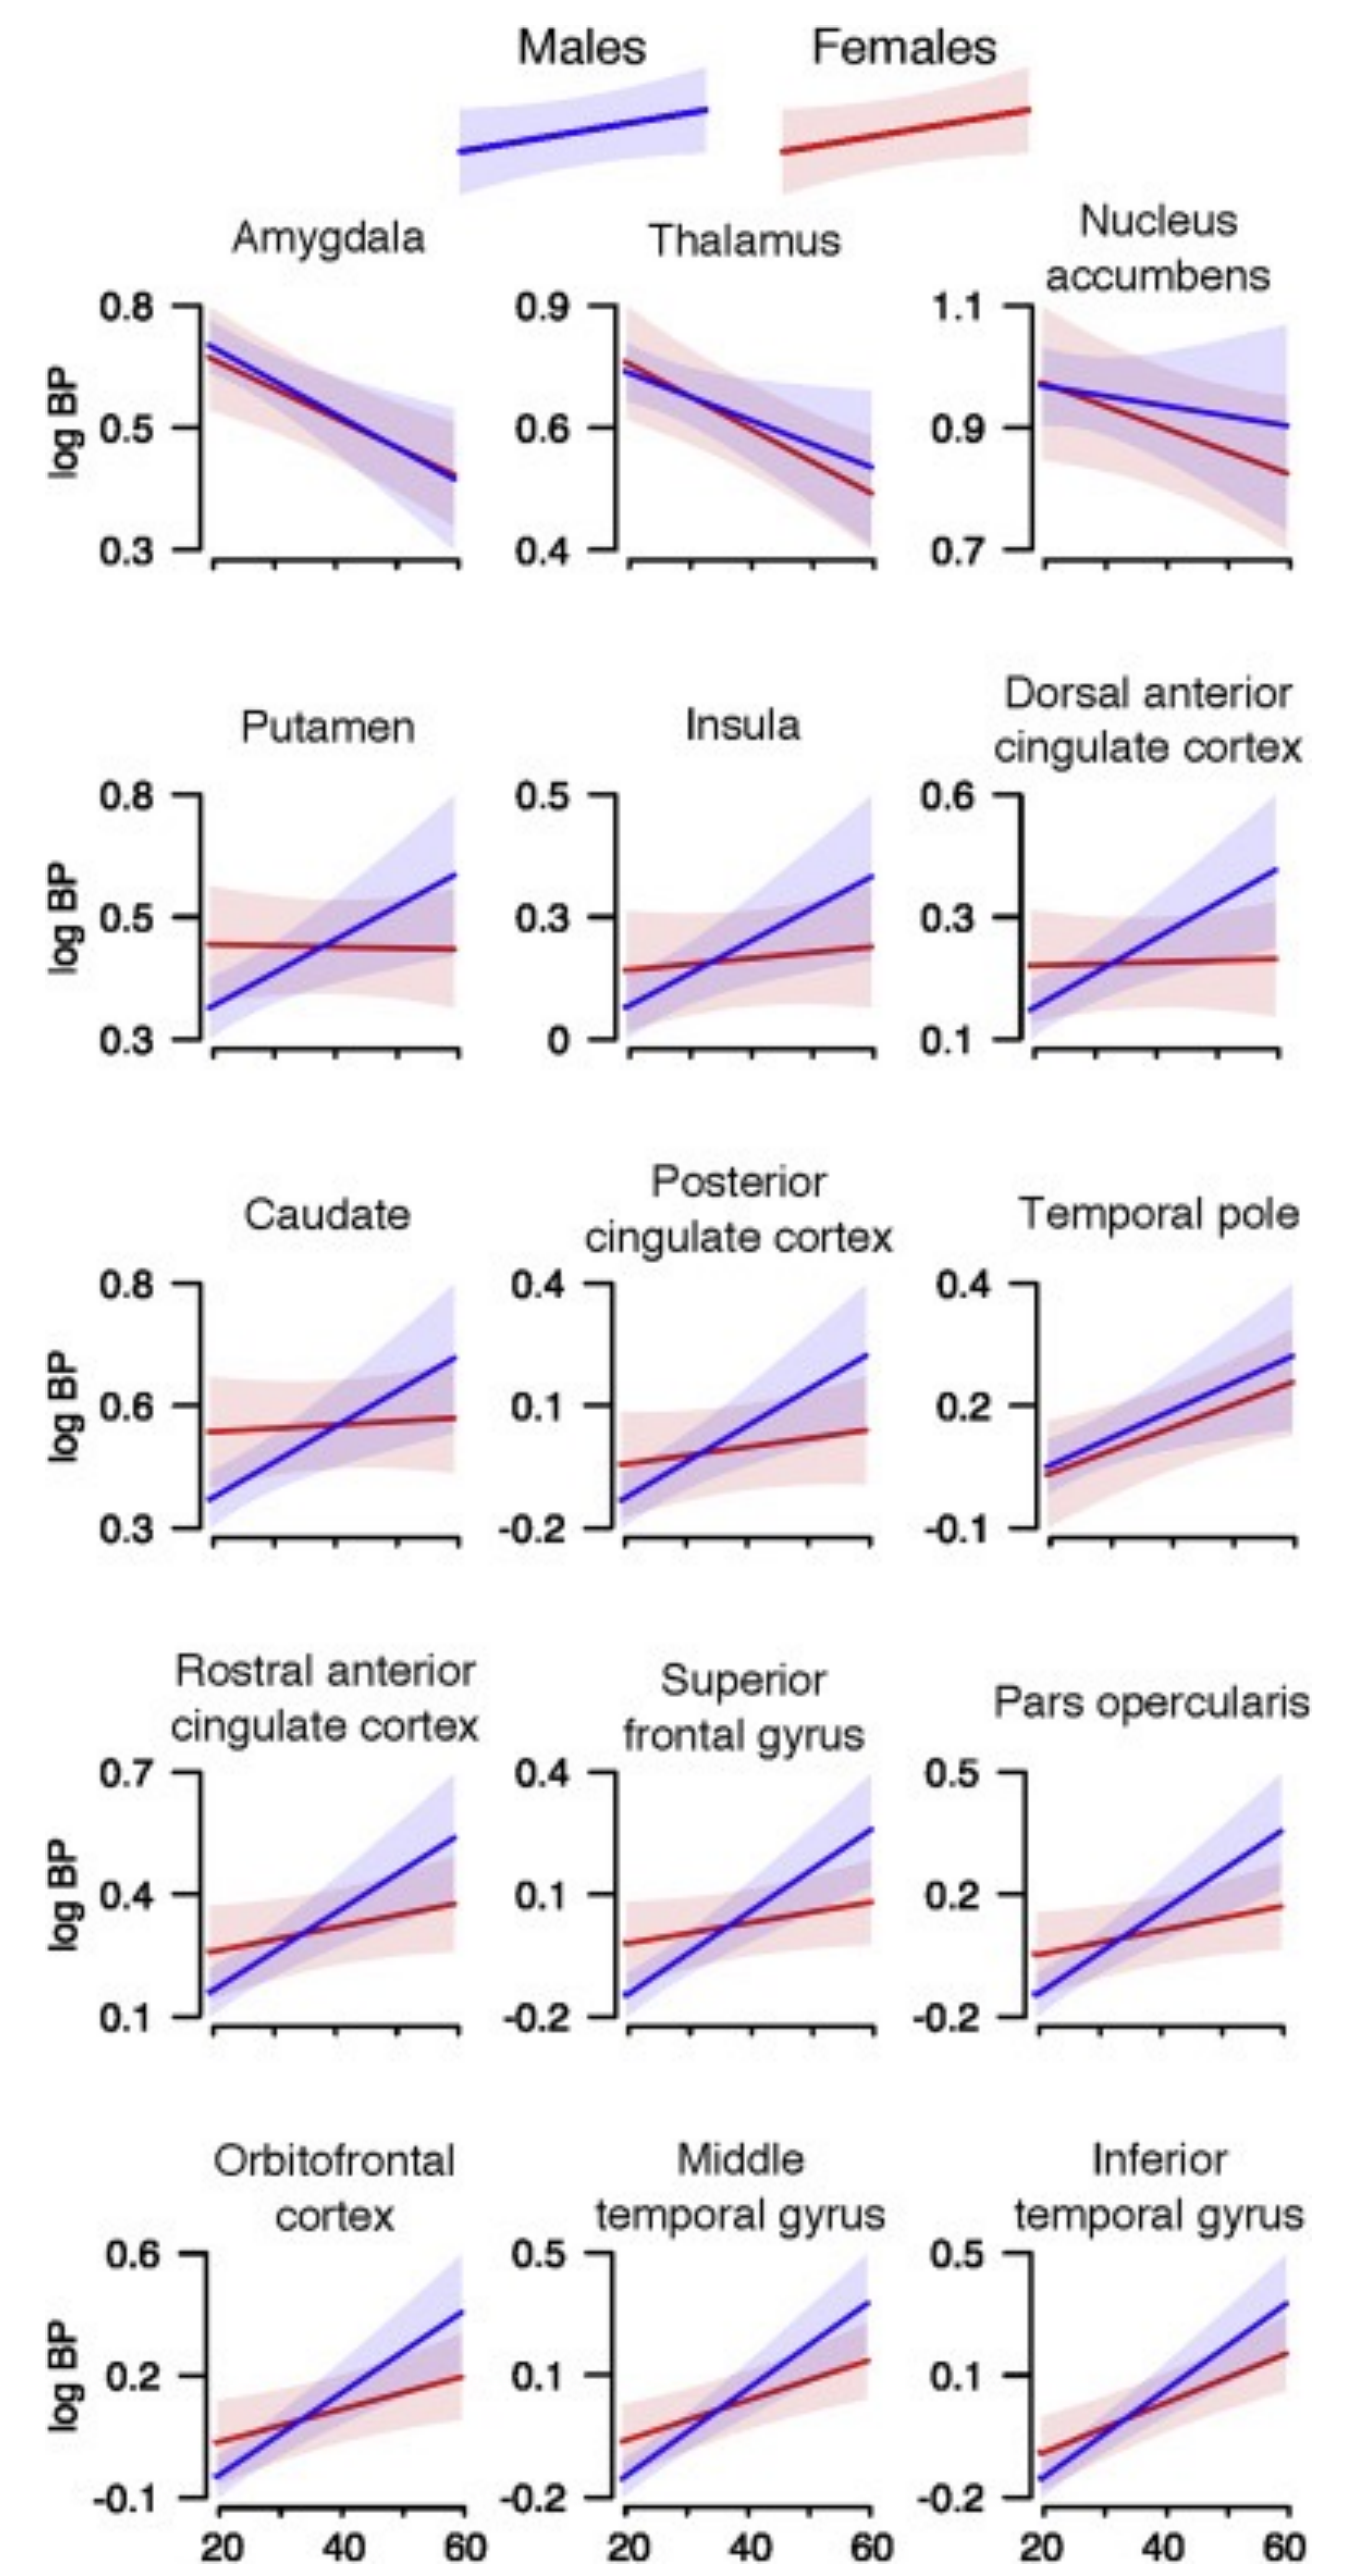 Males Females
Amygdala Thalamus Nucleus
accumbens
0.8 0.9 1.1
log BP 0.5 0.6 0.9
0.3 0.4 0.7
Putamen Insula Dorsal anterior
cingulate cortex
0.8 0.5 0.6
log BP 0.5 0.3 0.3
0.3 0 0.1
Caudate Posterior
cingulate cortex Temporal pole
0.8 0.4 0.4
log BP 0.6 0.1 0.2
0.3 -0.2 -0.1
Rostral anterior
cingulate cortex Superior
frontal gyrus Pars opercularis
0.7 0.4 0.5
log BP 0.4 0.1 0.2
0.1 -0.2 -0.2
Orbitofrontal Middle Inferior
cortex temporal gyrus temporal gyrus
0.6 0.5 0.5
log BP 0.2 0.1 0.1
-0.1 -0.2 -0.2
20 40 60 20 40 60 20 40 60